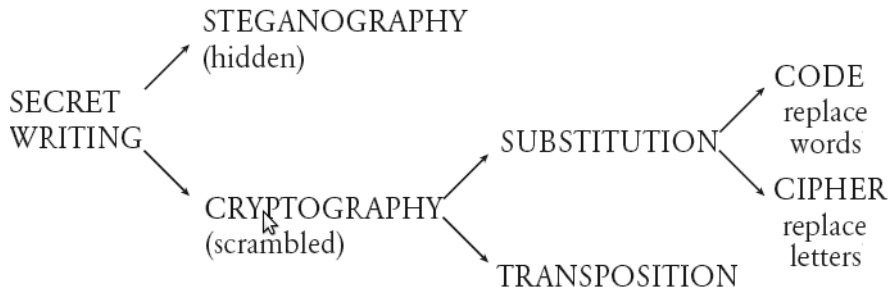 STEGANOGRAPHY
(hidden)
SECRET
WRITING
CRYPTOGRAPHY
(scrambled)
SUBSTITUTION
TRANSPOSITION
CODE
replace
words
CIPHER
replace
letters